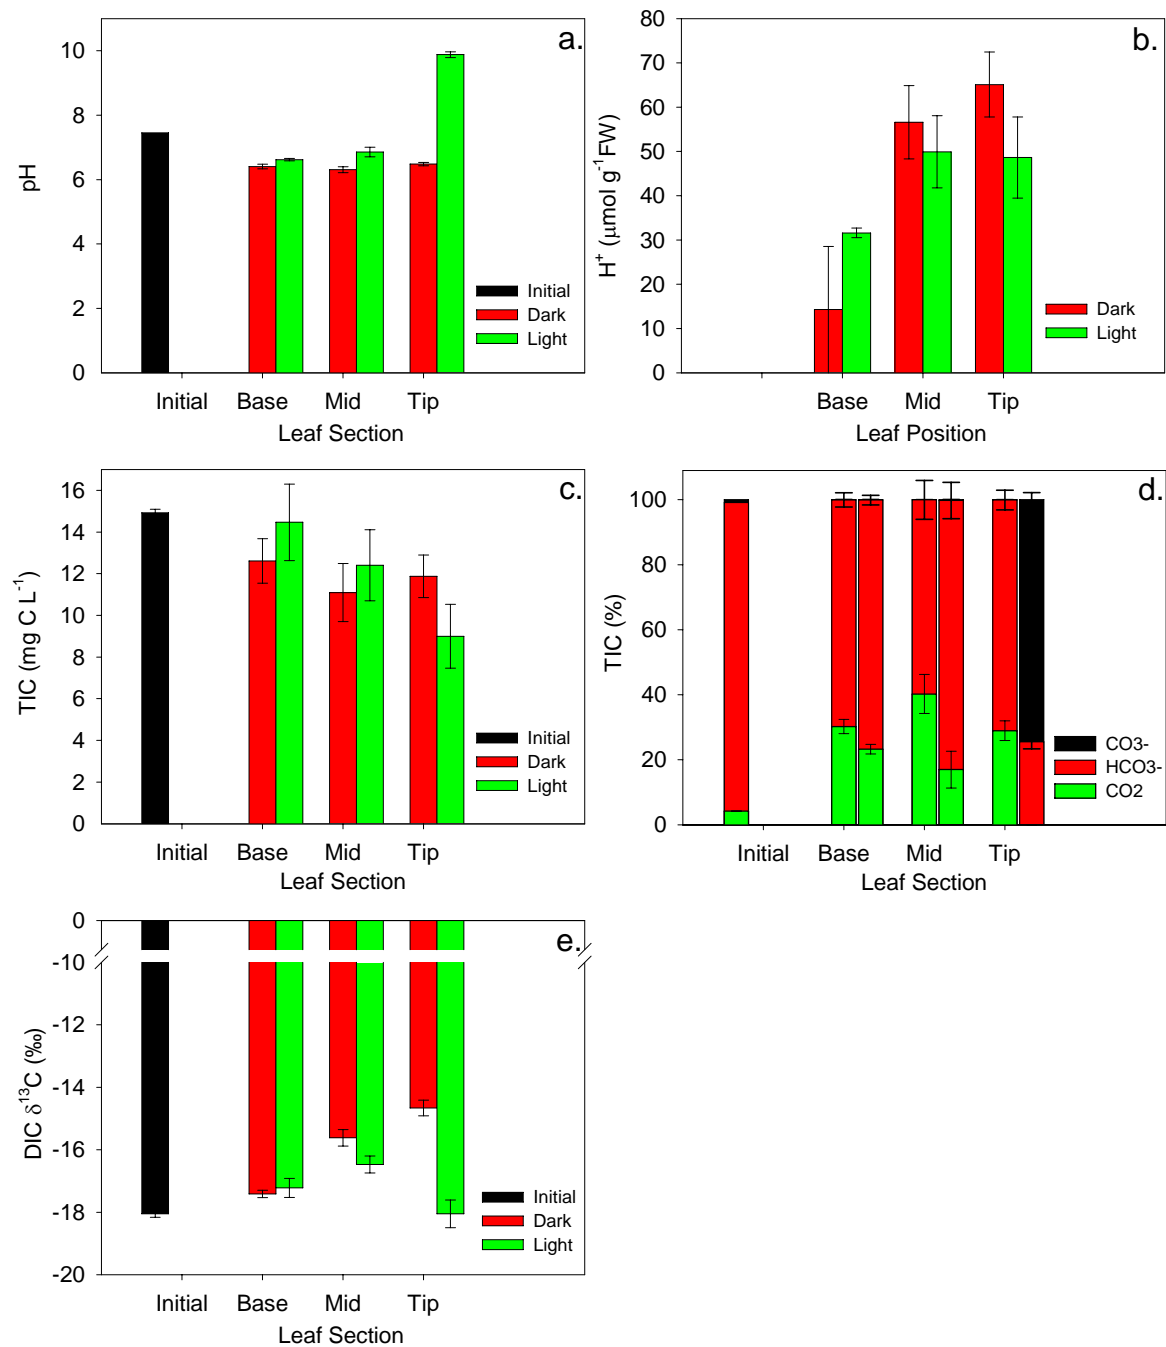 a.
10
8
6
4
2
0
pH
Initial
Dark
Light
Initial Base Mid Tip
Leaf Section
b.
80
70
60
50
40
30
20
10
0
H+ (μmol g-1FW)
Dark
Light
Base Mid Tip
Leaf Position
c.
16
14
12
10
8
6
4
2
0
TIC (mg C L-1)
Initial
Dark
Light
Initial Base Mid Tip
Leaf Section
d.
100
80
60
40
20
0
TIC (%)
CO3-
HCO3-
CO2
Initial Base Mid Tip
Leaf Section
e.
0
-10
-12
-14
-16
-18
-20
DIC δ13C (‰)
Initial
Dark
Light
Initial Base Mid Tip
Leaf Section